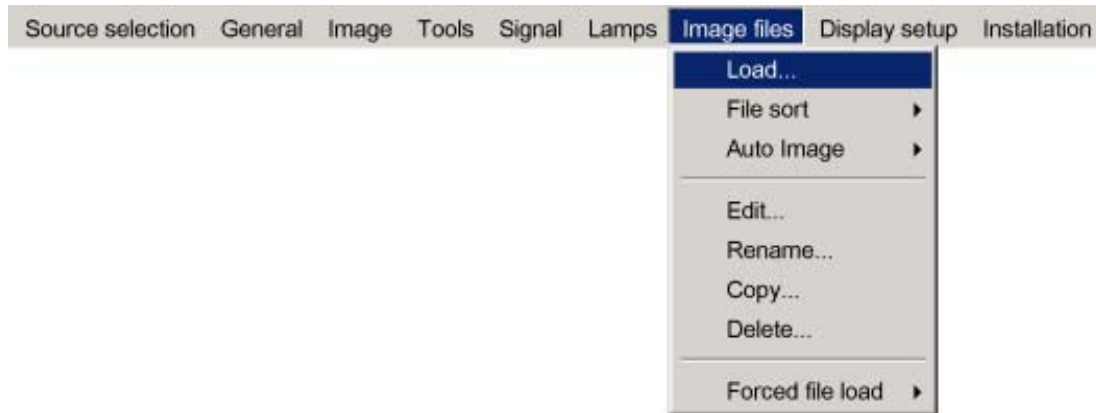 Source selection General Image Tools Signal Lamps Image files Display setup Installation
Load...
File sort
Auto Image
Edit...
Rename...
Copy...
Delete...
Forced file load